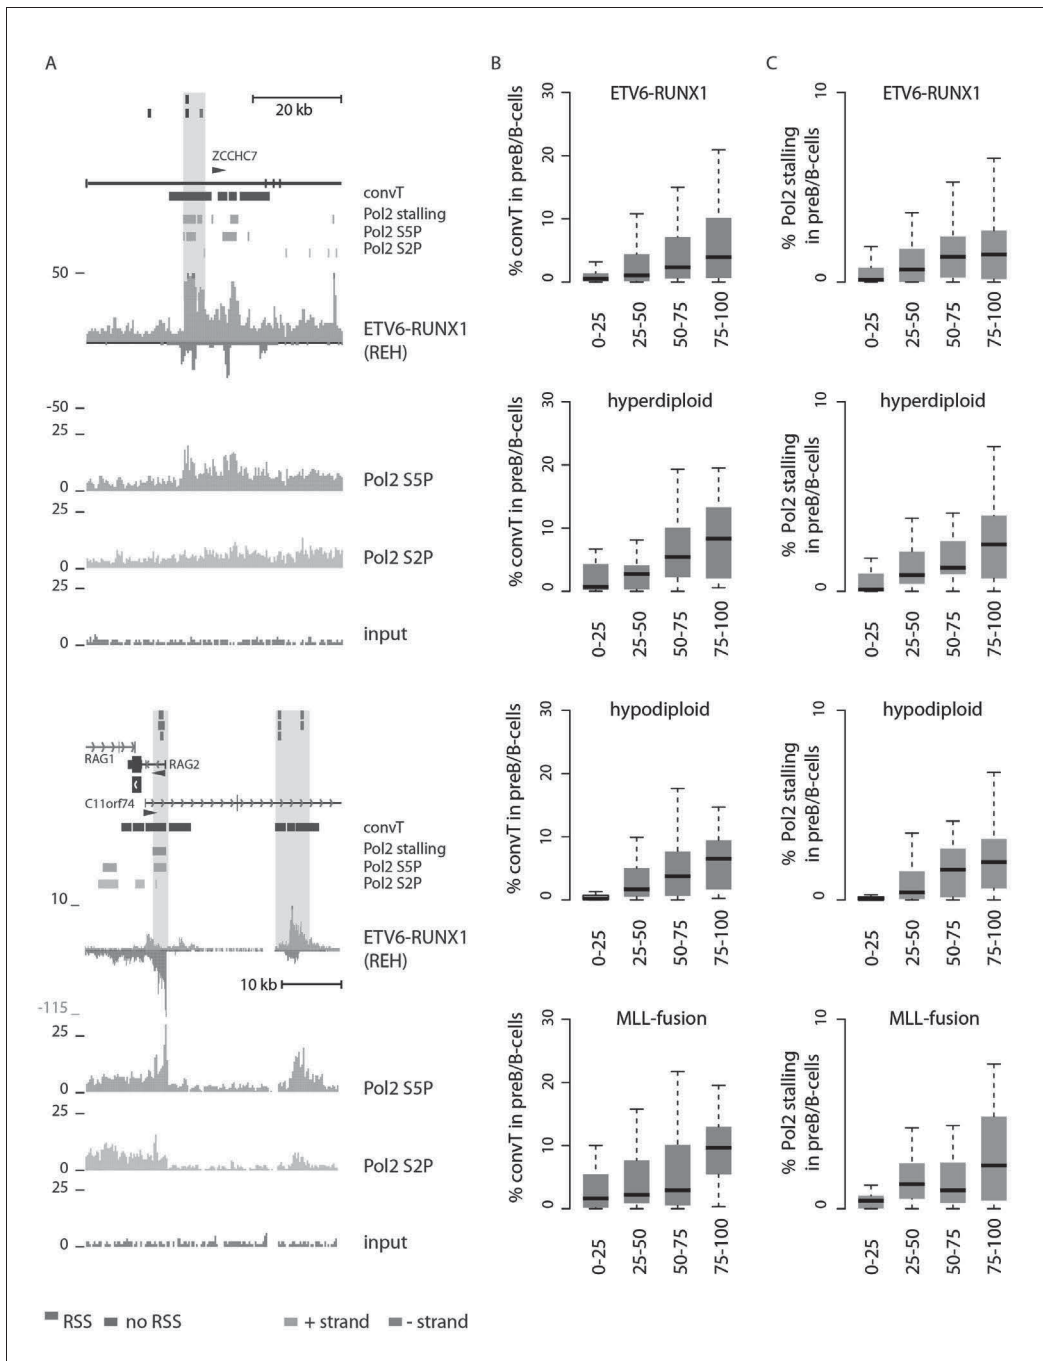 A
20 kb
ZCCHC7
convT
Pol2 stalling
Pol2 S5P
Pol2 S2P
50
ETV6-RUNX1
(REH)
-50
25
0
Pol2 S5P
25
0
Pol2 S2P
25
0
input
RAG1
RAG2
C11orf74
convT
Pol2 stalling
Pol2 S5P
Pol2 S2P
10
ETV6-RUNX1
(REH)
10 kb
-115
25
0
Pol2 S5P
25
0
Pol2 S2P
25
0
input
RSS
no RSS
+ strand
- strand
B
ETV6-RUNX1
% convT in preB/B-cells
30
20
10
0
0-25
25-50
50-75
75-100
hyperdiploid
% convT in preB/B-cells
30
20
10
0
0-25
25-50
50-75
75-100
hypodiploid
% convT in preB/B-cells
30
20
10
0
0-25
25-50
50-75
75-100
MLL-fusion
% convT in preB/B-cells
30
20
10
0
0-25
25-50
50-75
75-100
C
ETV6-RUNX1
% Pol2 stalling
in preB/B-cells
10
0
0-25
25-50
50-75
75-100
hyperdiploid
% Pol2 stalling
in preB/B-cells
10
0
0-25
25-50
50-75
75-100
hypodiploid
% Pol2 stalling
in preB/B-cells
10
0
0-25
25-50
50-75
75-100
MLL-fusion
% Pol2 stalling
in preB/B-cells
10
0
0-25
25-50
50-75
75-100